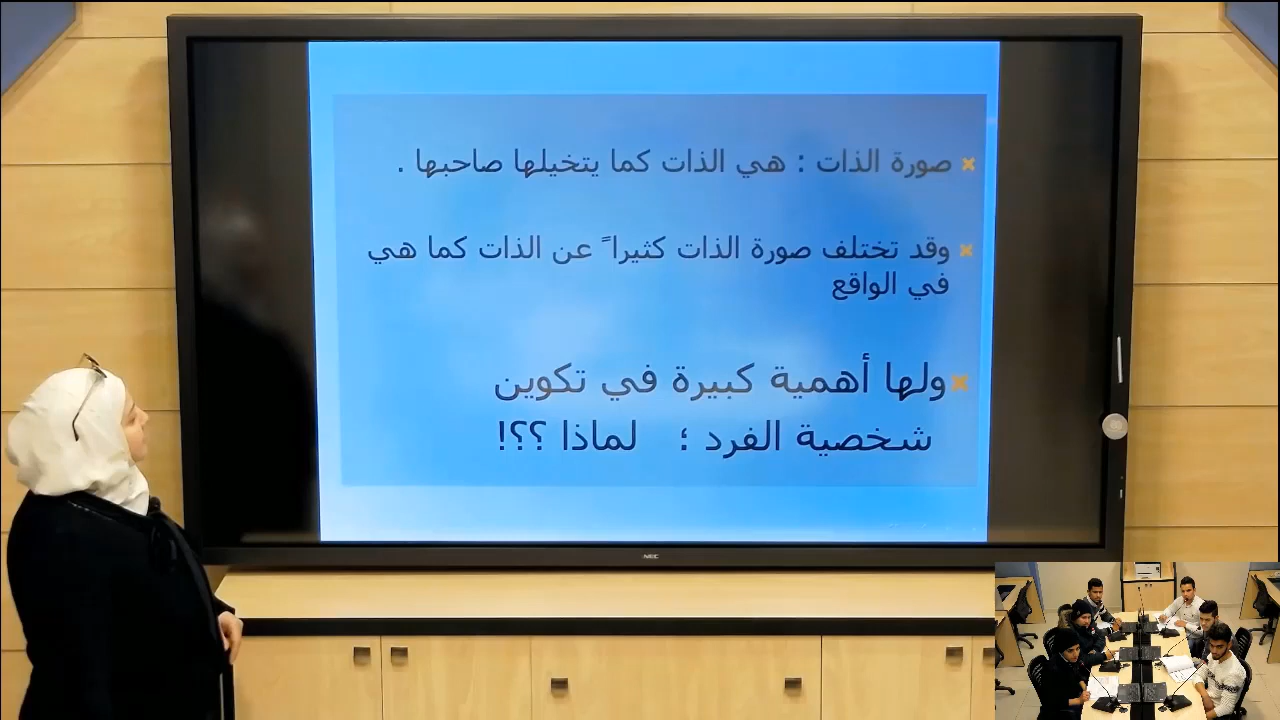 صورة الذات : هي الذات كما يتخيلها صاحبها .
وقد تختلف صورة الذات كثيرا ً عن الذات كما هي
في الواقع
ولها أهمية كبيرة في تكوين
شخصية الفرد ؛ لماذا ؟؟!
NEC